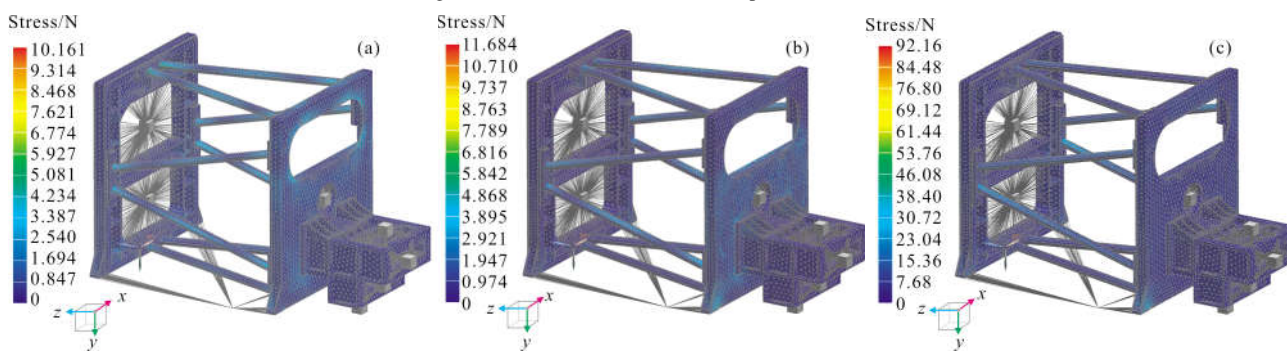 Stress/N
10.161
9.314
8.468
7.621
6.774
5.927
5.081
4.234
3.387
2.540
1.694
0.847
0
(a)
x
z
y
Stress/N
11.684
10.710
9.737
8.763
7.789
6.816
5.842
4.868
3.895
2.921
1.947
0.974
0
(b)
x
z
y
Stress/N
92.16
84.48
76.80
69.12
61.44
53.76
46.08
38.40
30.72
23.04
15.36
7.68
0
(c)
x
z
y